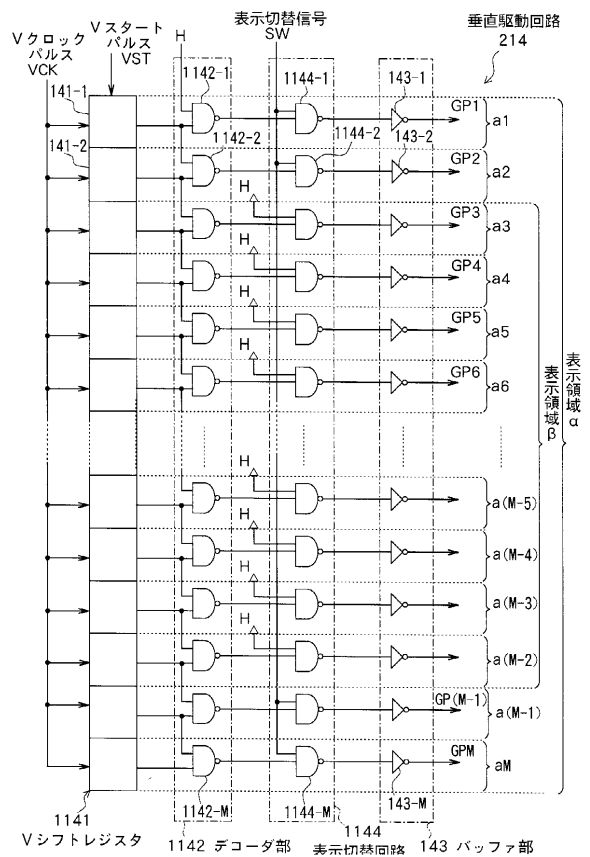 垂直駆動回路
214
表示切替信号
SW
Vスタート
パルス
VST
H
Vクロック
パルス
VCK
141-1
1142-1
1144-1
143-1
GP1
a1
141-2
1142-2
1144-2
143-2
GP2
a2
H
GP3
a3
H
GP4
a4
H
GP5
a5
H
GP6
a6
表示領域β
表示領域α
H
a(M-5)
H
a(M-4)
H
a(M-3)
H
a(M-2)
GP(M-1)
a(M-1)
GPM
aM
1141
Vシフトレジスタ
1142-M
1144-M
143-M
1142 デコーダ部
1144
表示切替回路
143 バッファ部